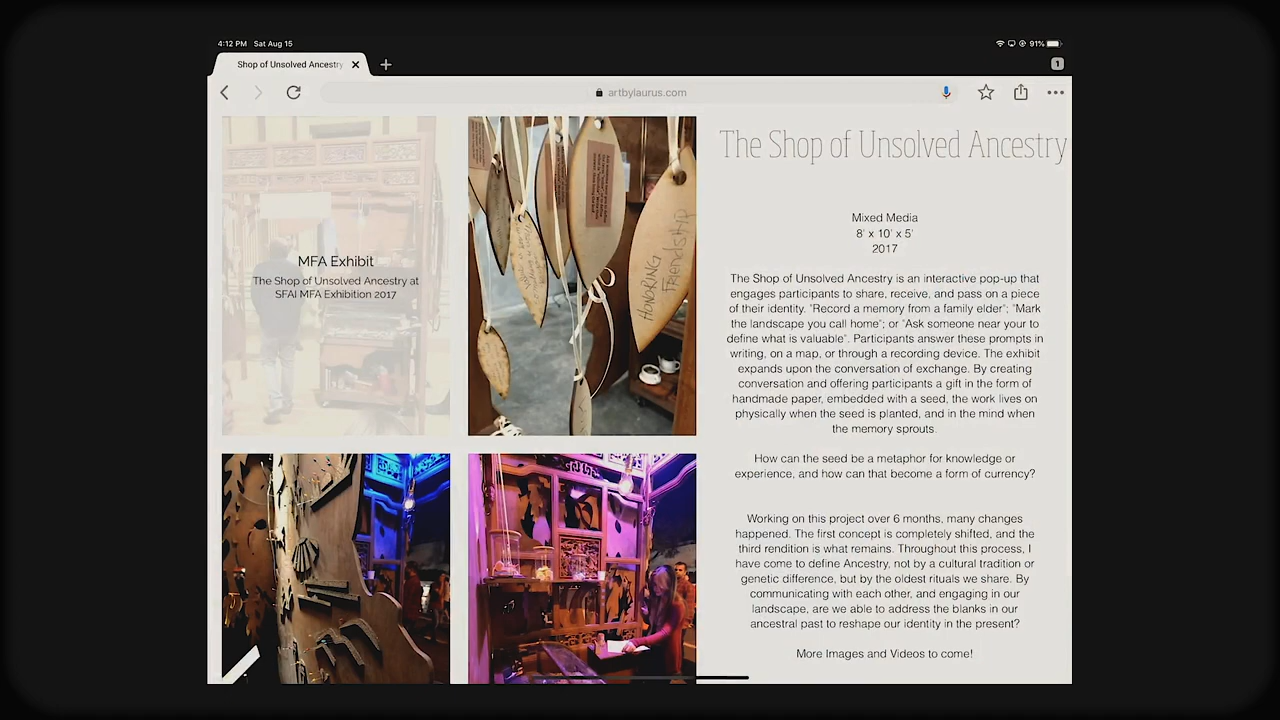 4:12 PM Sat Aug 15
91%
Shop of Unsolved Ancestry
1
artbylaurus.com
MFA Exhibit
The Shop of Unsolved Ancestry at
SFAI MFA Exhibition 2017
HONORING
Friendship
The Shop of Unsolved Ancestry
Mixed Media
8' x 10' x 5'
2017
The Shop of Unsolved Ancestry is an interactive pop-up that
engages participants to share, receive, and pass on a piece
of their identity. "Record a memory from a family elder"; "Mark
the landscape you call home"; or "Ask someone near your to
define what is valuable". Participants answer these prompts in
writing, on a map, or through a recording device. The exhibit
expands upon the conversation of exchange. By creating
conversation and offering participants a gift in the form of
handmade paper, embedded with a seed, the work lives on
physically when the seed is planted, and in the mind when
the memory sprouts.
How can the seed be a metaphor for knowledge or
experience, and how can that become a form of currency?
Working on this project over 6 months, many changes
happened. The first concept is completely shifted, and the
third rendition is what remains. Throughout this process, I
have come to define Ancestry, not by a cultural tradition or
genetic difference, but by the oldest rituals we share. By
communicating with each other, and engaging in our
landscape, are we able to address the blanks in our
ancestral past to reshape our identity in the present?
More Images and Videos to come!